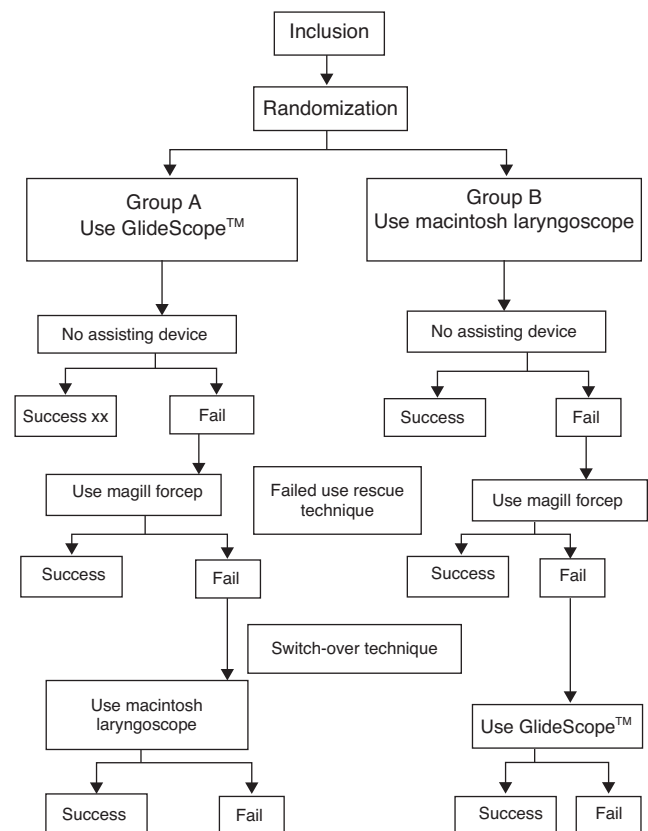 Inclusion
Randomization
Group A
Use GlideScope™
Group B
Use macintosh laryngoscope
No assisting device
No assisting device
Success xx
Fail
Success
Fail
Use magill forcep
Failed use rescue
technique
Use magill forcep
Success
Fail
Success
Fail
Switch-over technique
Use macintosh
laryngoscope
Use GlideScope™
Success
Fail
Success
Fail